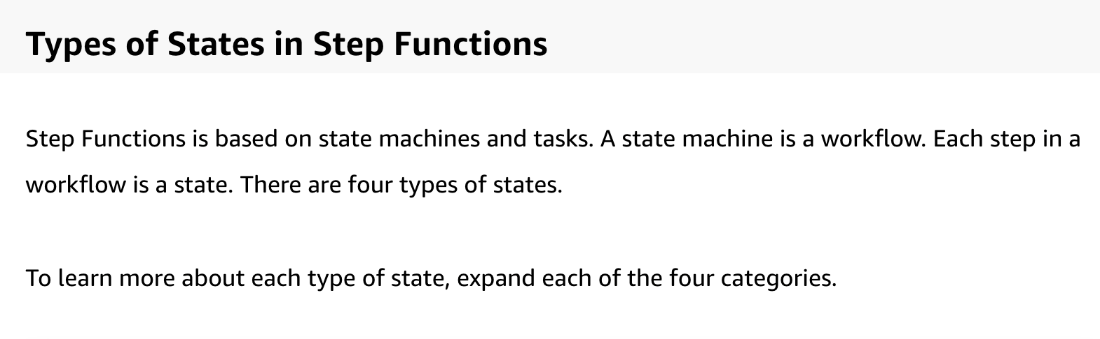 Types of States in Step Functions
Step Functions is based on state machines and tasks. A state machine is a workflow. Each step in a
workflow is a state. There are four types of states.
To learn more about each type of state, expand each of the four categories.